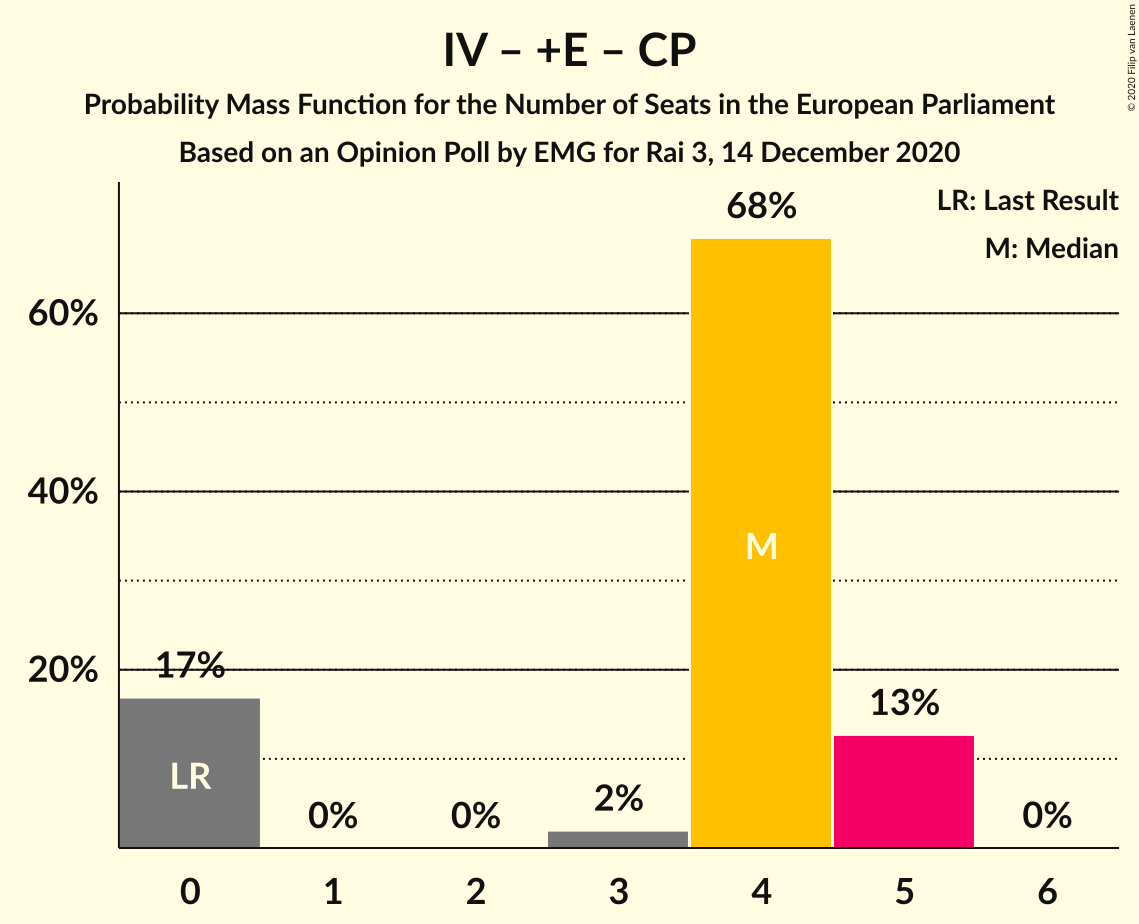 IV – +E – CP
Probability Mass Function for the Number of Seats in the European Parliament
Based on an Opinion Poll by EMG for Rai 3, 14 December 2020
© 2020 Filip van Laenen
LR: Last Result
M: Median
68%
60%
40%
M
20%
17%
13%
LR
2%
0%
0%
0%
0 1 2 3 4 5 6